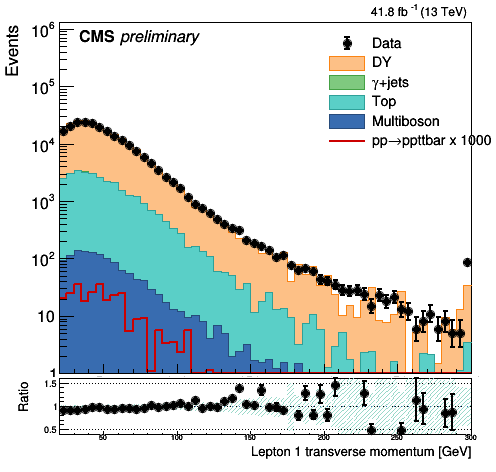 41.8 fb⁻¹ (13 TeV)
CMS preliminary
Events
10⁶
10⁵
10⁴
10³
10²
10
1
Data
DY
γ+jets
Top
Multiboson
pp→ppttbar x 1000
Ratio
1.5
1
0.5
50 100 150 200 250 300
Lepton 1 transverse momentum [GeV]